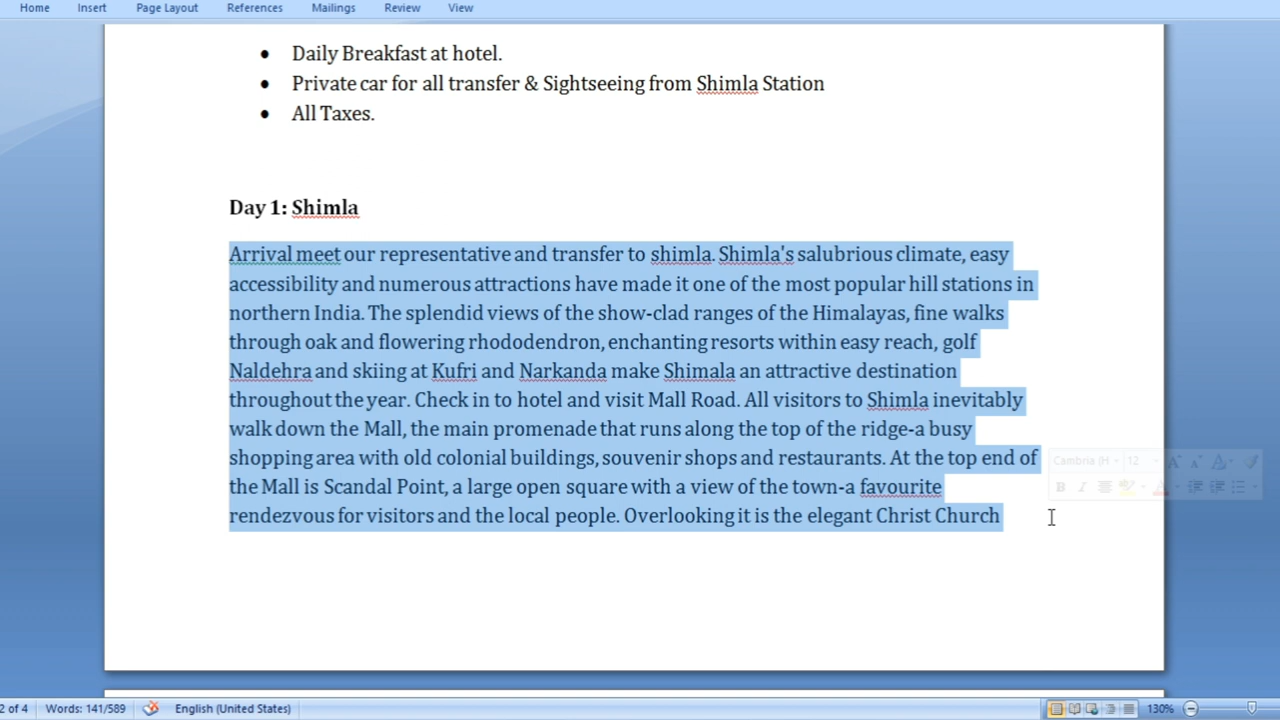 Home Insert Page Layout References Mailings Review View
• Daily Breakfast at hotel.
• Private car for all transfer & Sightseeing from Shimla Station
• All Taxes.
Day 1: Shimla
Arrival meet our representative and transfer to shimla. Shimla's salubrious climate, easy
accessibility and numerous attractions have made it one of the most popular hill stations in
northern India. The splendid views of the show-clad ranges of the Himalayas, fine walks
through oak and flowering rhododendron, enchanting resorts within easy reach, golf
Naldehra and skiing at Kufri and Narkanda make Shimala an attractive destination
throughout the year. Check in to hotel and visit Mall Road. All visitors to Shimla inevitably
walk down the Mall, the main promenade that runs along the top of the ridge-a busy
shopping area with old colonial buildings, souvenir shops and restaurants. At the top end of
the Mall is Scandal Point, a large open square with a view of the town-a favourite
rendezvous for visitors and the local people. Overlooking it is the elegant Christ Church
Cambria (H 12
B I A
2 of 4 Words: 141/589 English (United States) 130%